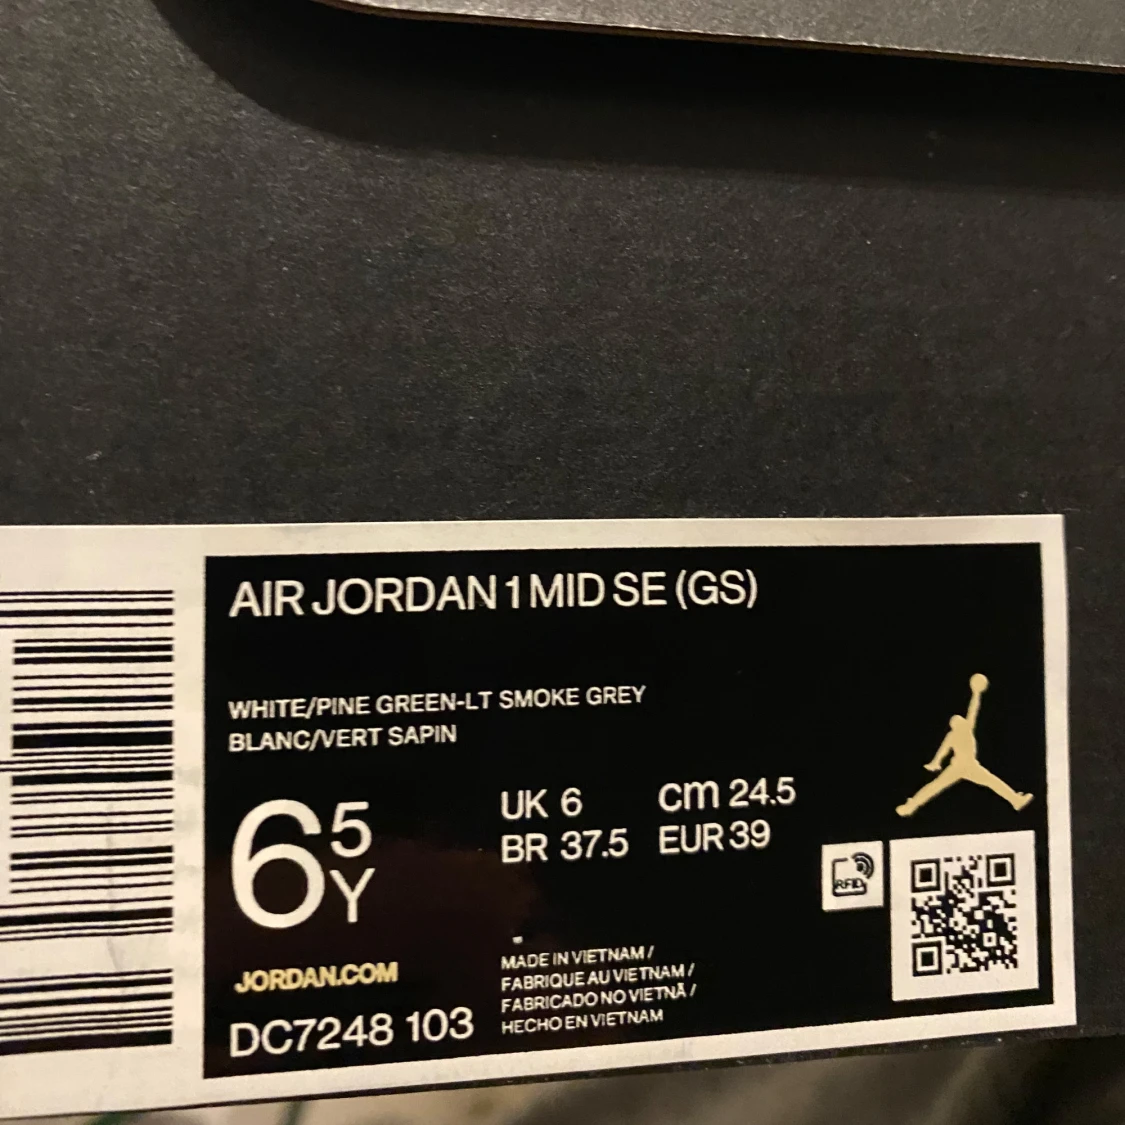 AIR JORDAN 1 MID SE (GS)
WHITE/PINE GREEN-LT SMOKE GREY
BLANC/VERT SAPIN
6 5 Y
UK 6 cm 24.5
BR 37.5 EUR 39
RFID
JORDAN.COM
DC7248 103
MADE IN VIETNAM /
FABRIQUE AU VIETNAM /
FABRICADO NO VIETNÃ /
HECHO EN VIETNAM